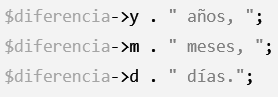 $diferencia->y . " años, ";
$diferencia->m . " meses, ";
$diferencia->d . " días.";